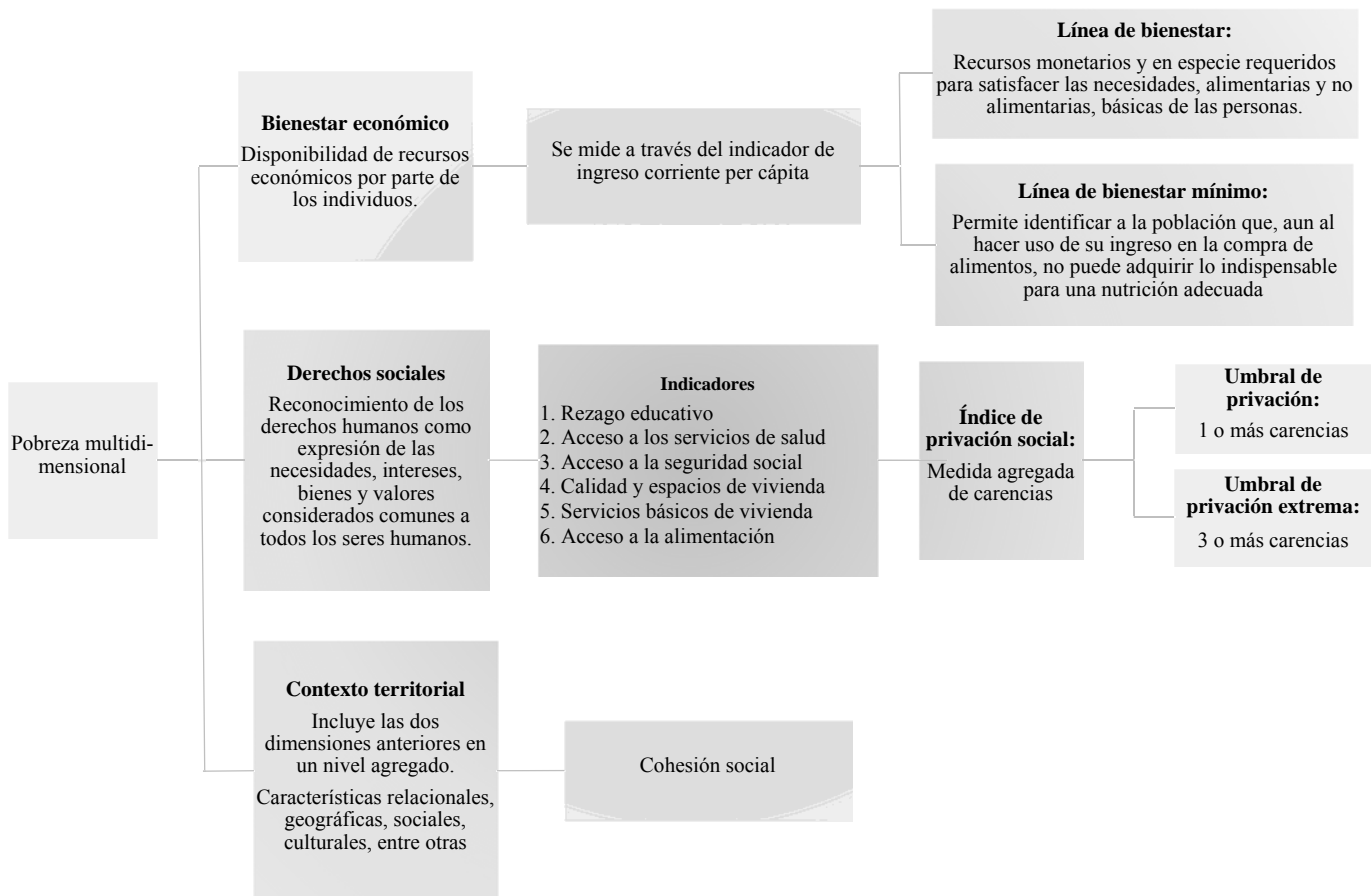 Pobreza multidi-
mensional
Bienestar económico
Disponibilidad de recursos
económicos por parte de
los individuos.
Se mide a través del indicador de
ingreso corriente per cápita
Línea de bienestar:
Recursos monetarios y en especie requeridos
para satisfacer las necesidades, alimentarias y no
alimentarias, básicas de las personas.
Línea de bienestar mínimo:
Permite identificar a la población que, aun al
hacer uso de su ingreso en la compra de
alimentos, no puede adquirir lo indispensable
para una nutrición adecuada
Derechos sociales
Reconocimiento de los
derechos humanos como
expresión de las
necesidades, intereses,
bienes y valores
considerados comunes a
todos los seres humanos.
Indicadores
1. Rezago educativo
2. Acceso a los servicios de salud
3. Acceso a la seguridad social
4. Calidad y espacios de vivienda
5. Servicios básicos de vivienda
6. Acceso a la alimentación
Índice de
privación social:
Medida agregada
de carencias
Umbral de
privación:
1 o más carencias
Umbral de
privación extrema:
3 o más carencias
Contexto territorial
Incluye las dos
dimensiones anteriores en
un nivel agregado.
Características relacionales,
geográficas, sociales,
culturales, entre otras
Cohesión social